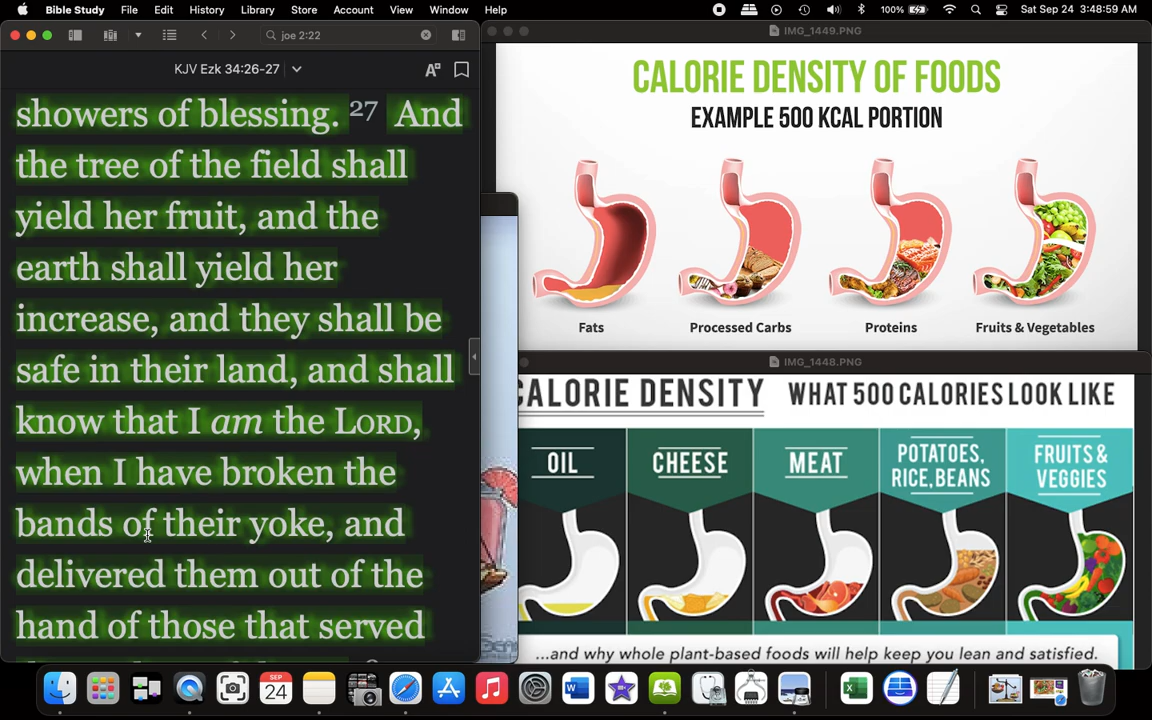 Bible Study File Edit History Library Store Account View Window Help
100% Sat Sep 24 3:48:59 AM
joe 2:22
KJV Ezk 34:26-27
showers of blessing. 27 And
the tree of the field shall
yield her fruit, and the
earth shall yield her
increase, and they shall be
safe in their land, and shall
know that I am the LORD,
when I have broken the
bands of their yoke, and
delivered them out of the
hand of those that served
IMG_1449.PNG
CALORIE DENSITY OF FOODS
EXAMPLE 500 KCAL PORTION
Fats Processed Carbs Proteins Fruits & Vegetables
IMG_1448.PNG
CALORIE DENSITY WHAT 500 CALORIES LOOK LIKE
OIL CHEESE MEAT POTATOES, RICE, BEANS FRUITS & VEGGIES
...and why whole plant-based foods will help keep you lean and satisfied.
SEP
24